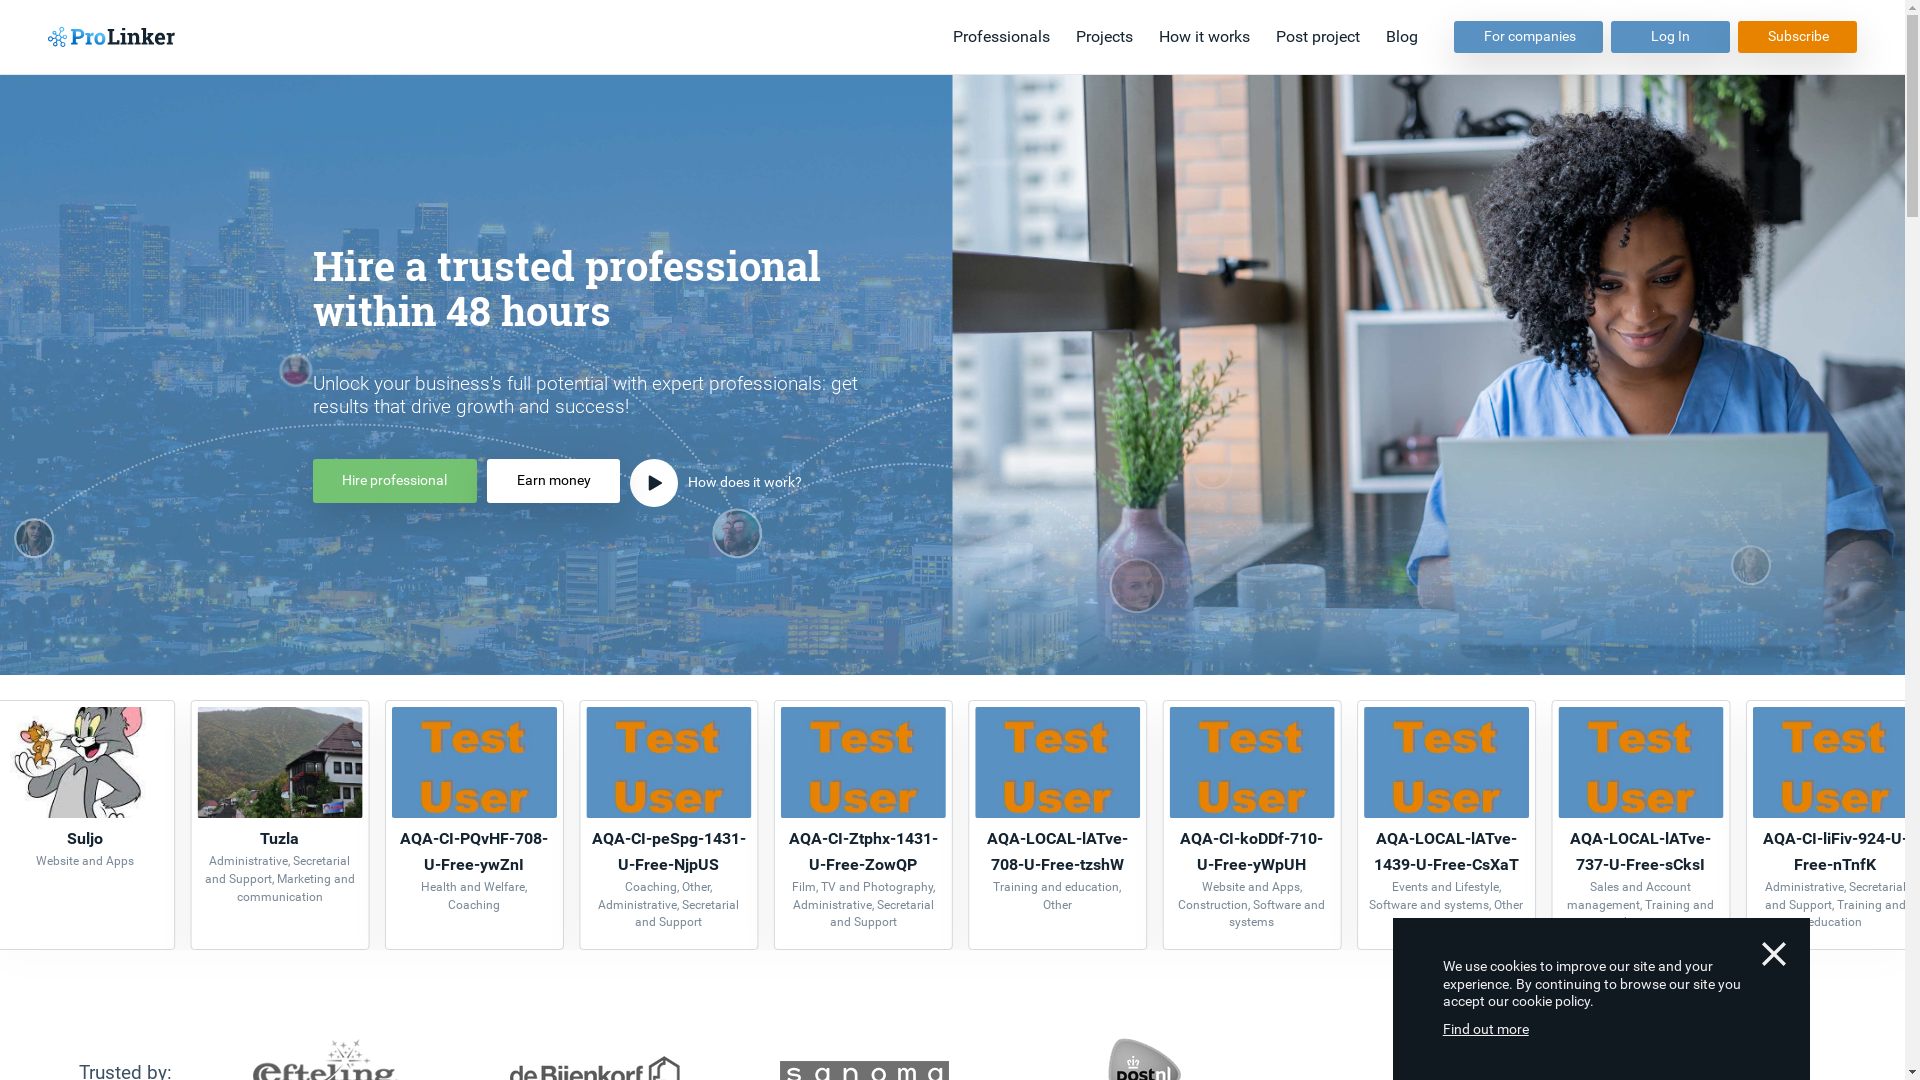 ProLinker
Professionals
Projects
How it works
Post project
Blog
For companies
Log In
Subscribe
Hire a trusted professional
within 48 hours
Unlock your business's full potential with expert professionals: get
results that drive growth and success!
Hire professional
Earn money
How does it work?
Suljo
Website and Apps
Tuzla
Administrative, Secretarial
and Support, Marketing and
communication
Test
User
AQA-CI-PQvHF-708-
U-Free-ywZnI
Health and Welfare,
Coaching
Test
User
AQA-CI-peSpg-1431-
U-Free-NjpUS
Coaching, Other,
Administrative, Secretarial
and Support
Test
User
AQA-CI-Ztphx-1431-
U-Free-ZowQP
Film, TV and Photography,
Administrative, Secretarial
and Support
Test
User
AQA-LOCAL-lATve-
708-U-Free-tzshW
Training and education,
Other
Test
User
AQA-CI-koDDf-710-
U-Free-yWpUH
Website and Apps,
Construction, Software and
systems
Test
User
AQA-LOCAL-lATve-
1439-U-Free-CsXaT
Events and Lifestyle,
Software and systems, Other
Test
User
AQA-LOCAL-lATve-
737-U-Free-sCksI
Sales and Account
management, Training and
Test
User
AQA-CI-liFiv-924-U-
Free-nTnfK
Administrative, Secretarial
and Support, Training and
education
We use cookies to improve our site and your
experience. By continuing to browse our site you
accept our cookie policy.
Find out more
Trusted by:
efteling
de Bijenkorf
sanoma
postnl